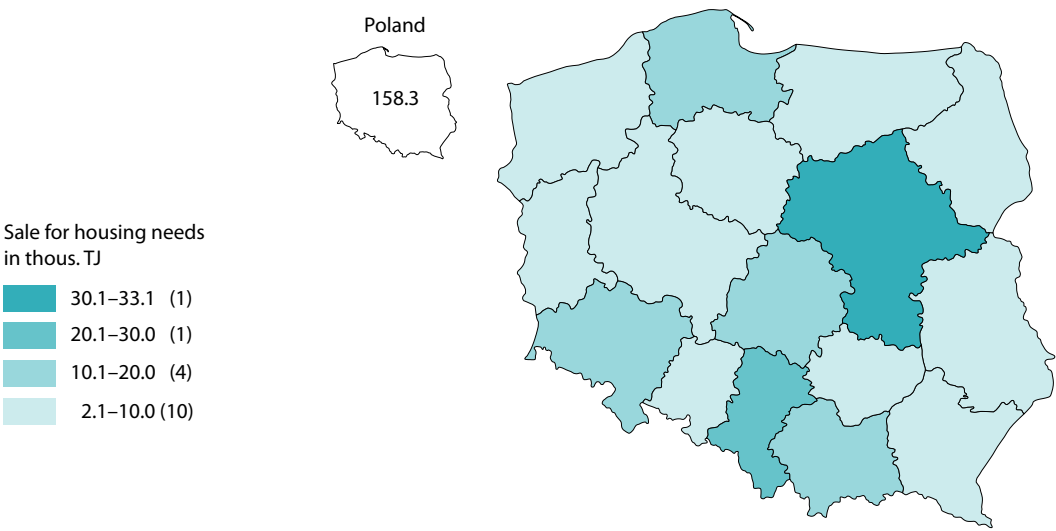 Poland
158.3
Sale for housing needs
in thous. TJ
30.1–33.1 (1)
20.1–30.0 (1)
10.1–20.0 (4)
2.1–10.0 (10)